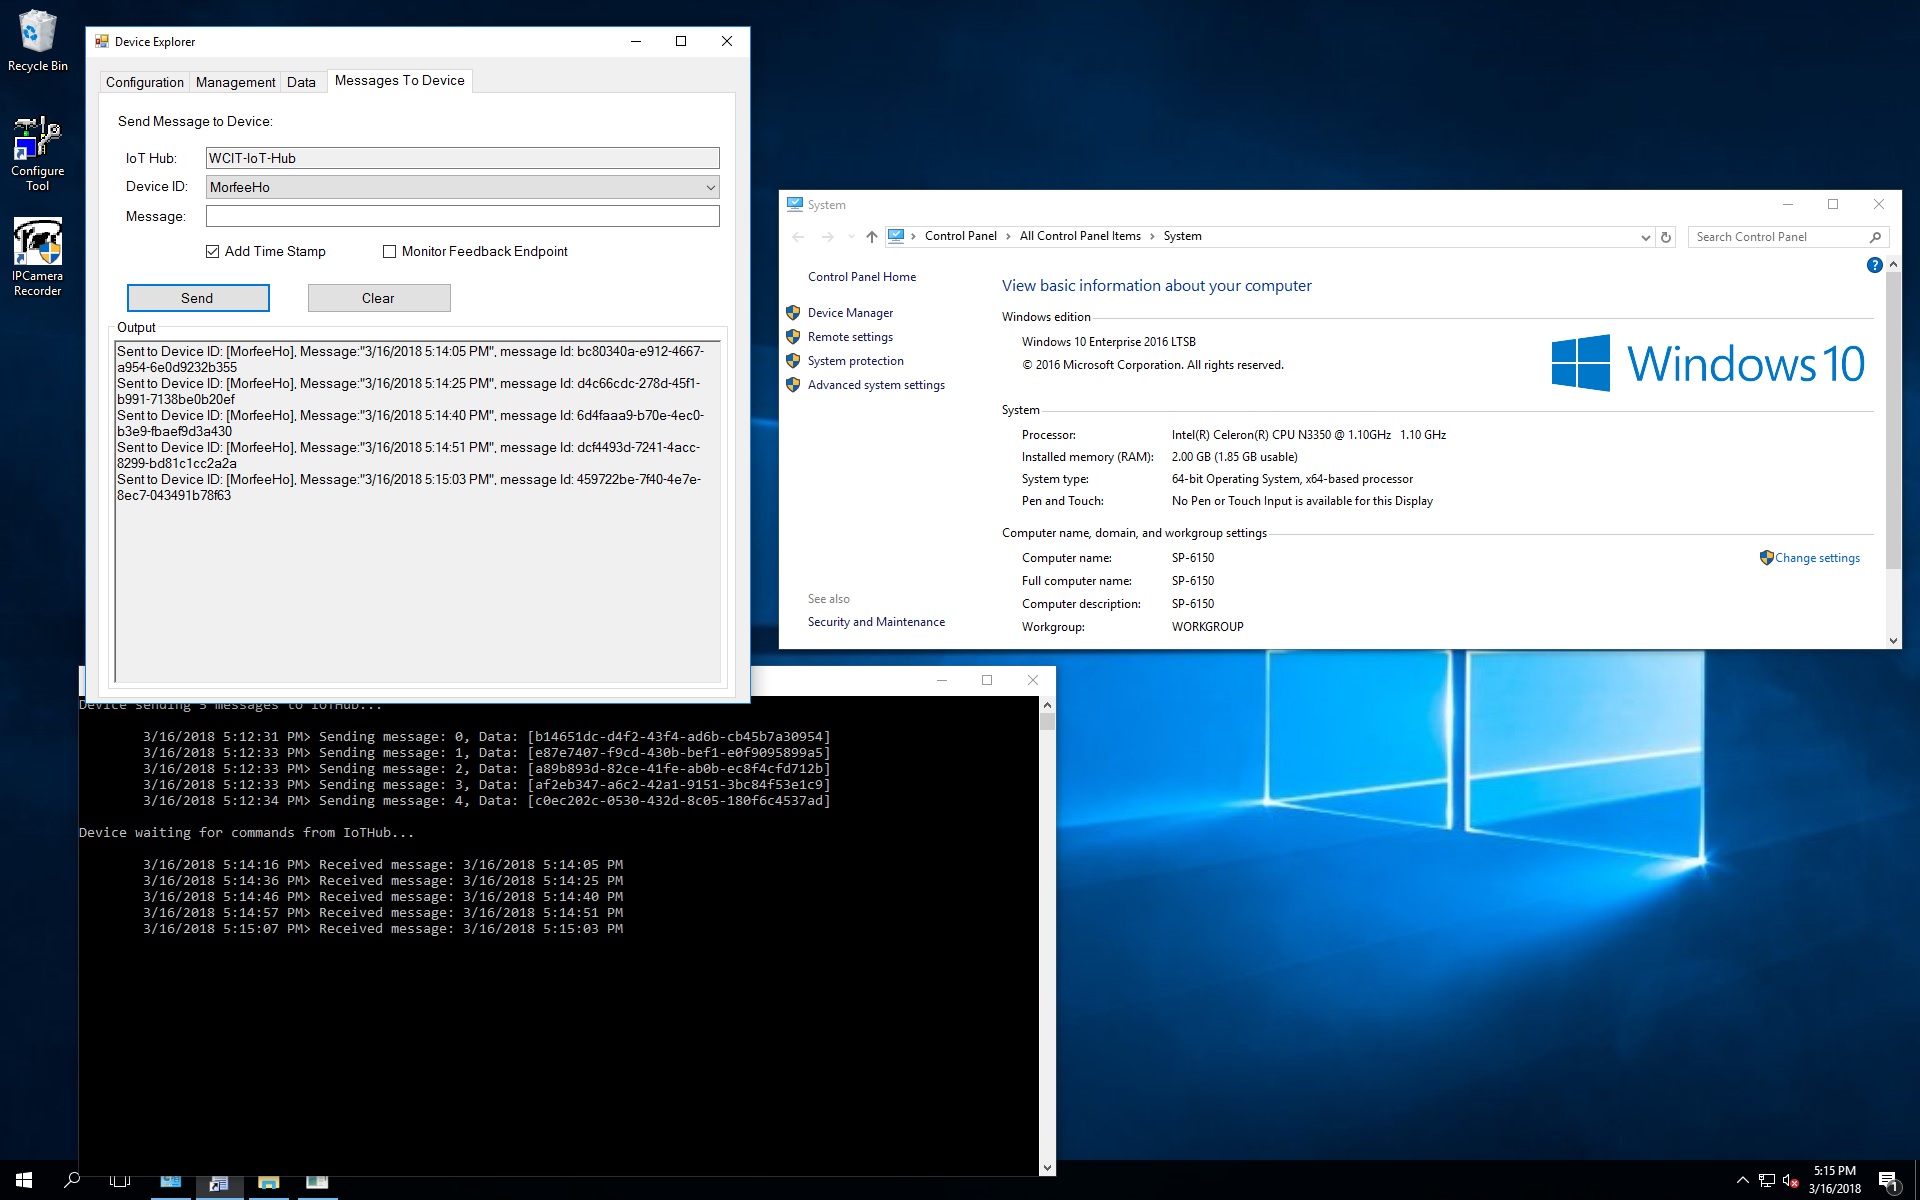 Recycle Bin
Configure
Tool
IPCamera
Recorder
Device Explorer
Configuration
Management
Data
Messages To Device
Send Message to Device:
IoT Hub:
WCIT-IoT-Hub
Device ID:
MorfeeHo
Message:
Add Time Stamp
Monitor Feedback Endpoint
Send
Clear
Output
Sent to Device ID: [MorfeeHo], Message:"3/16/2018 5:14:05 PM", message Id: bc80340a-e912-4667-
a954-6e0d9232b355
Sent to Device ID: [MorfeeHo], Message:"3/16/2018 5:14:25 PM", message Id: d4c66cdc-278d-45f1-
b991-7138be0b20ef
Sent to Device ID: [MorfeeHo], Message:"3/16/2018 5:14:40 PM", message Id: 6d4faaa9-b70e-4ec0-
b3e9-fbaef9d3a430
Sent to Device ID: [MorfeeHo], Message:"3/16/2018 5:14:51 PM", message Id: dcf4493d-7241-4acc-
8299-bd81c1cc2a2a
Sent to Device ID: [MorfeeHo], Message:"3/16/2018 5:15:03 PM", message Id: 459722be-7f40-4e7e-
8ec7-043491b78f63
System
Control Panel > All Control Panel Items > System
Search Control Panel
Control Panel Home
Device Manager
Remote settings
System protection
Advanced system settings
See also
Security and Maintenance
View basic information about your computer
Windows edition
Windows 10 Enterprise 2016 LTSB
© 2016 Microsoft Corporation. All rights reserved.
Windows 10
System
Processor: Intel(R) Celeron(R) CPU N3350 @ 1.10GHz 1.10 GHz
Installed memory (RAM): 2.00 GB (1.85 GB usable)
System type: 64-bit Operating System, x64-based processor
Pen and Touch: No Pen or Touch Input is available for this Display
Computer name, domain, and workgroup settings
Computer name: SP-6150
Change settings
Full computer name: SP-6150
Computer description: SP-6150
Workgroup: WORKGROUP
Device sending 5 messages to IoTHub...
3/16/2018 5:12:31 PM> Sending message: 0, Data: [b14651dc-d4f2-43f4-ad6b-cb45b7a30954]
3/16/2018 5:12:33 PM> Sending message: 1, Data: [e87e7407-f9cd-430b-bef1-e0f9095899a5]
3/16/2018 5:12:33 PM> Sending message: 2, Data: [a89b893d-82ce-41fe-ab0b-ec8f4cfd712b]
3/16/2018 5:12:33 PM> Sending message: 3, Data: [af2eb347-a6c2-42a1-9151-3bc84f53e1c9]
3/16/2018 5:12:34 PM> Sending message: 4, Data: [c0ec202c-0530-432d-8c05-180f6c4537ad]
Device waiting for commands from IoTHub...
3/16/2018 5:14:16 PM> Received message: 3/16/2018 5:14:05 PM
3/16/2018 5:14:36 PM> Received message: 3/16/2018 5:14:25 PM
3/16/2018 5:14:46 PM> Received message: 3/16/2018 5:14:40 PM
3/16/2018 5:14:57 PM> Received message: 3/16/2018 5:14:51 PM
3/16/2018 5:15:07 PM> Received message: 3/16/2018 5:15:03 PM
5:15 PM
3/16/2018
1